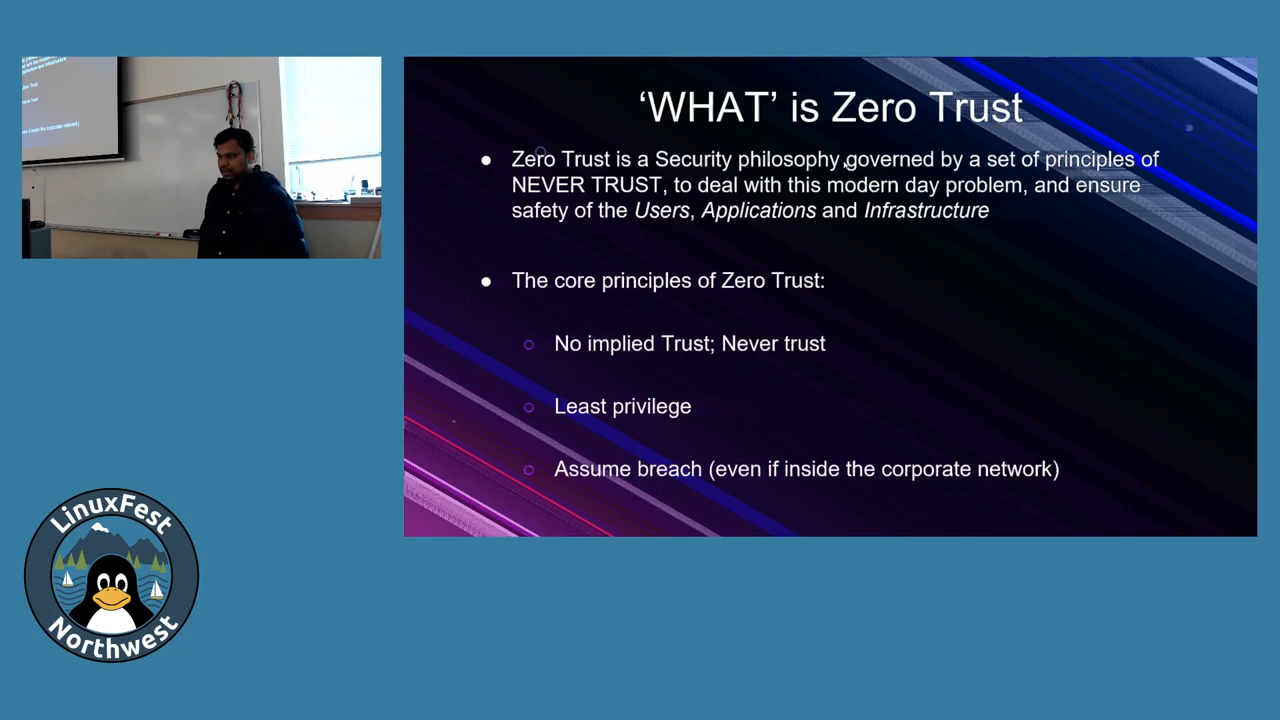 'WHAT' is Zero Trust
Zero Trust is a Security philosophy governed by a set of principles of
NEVER TRUST, to deal with this modern day problem, and ensure
safety of the Users, Applications and Infrastructure
The core principles of Zero Trust:
No implied Trust; Never trust
Least privilege
Assume breach (even if inside the corporate network)
LinuxFest
Northwest